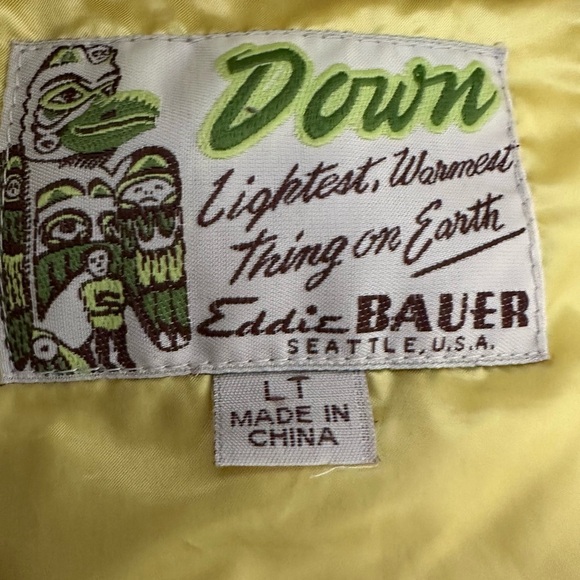 Down
Lightest, Warmest
Thing on Earth
Eddie BAUER
SEATTLE, U.S.A.
LT
MADE IN
CHINA